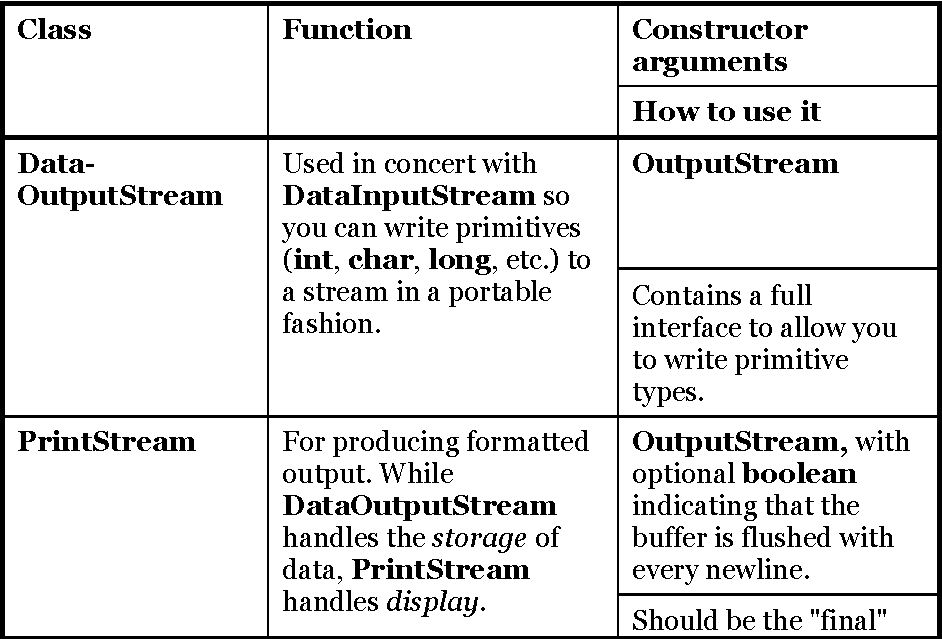 Class
Function
Constructor
arguments
How to use it
Data-
OutputStream
Used in concert with
DataInputStream so
you can write primitives
(int, char, long, etc.) to
a stream in a portable
fashion.
OutputStream
Contains a full
interface to allow you
to write primitive
types.
PrintStream
For producing formatted
output. While
DataOutputStream
handles the storage of
data, PrintStream
handles display.
OutputStream, with
optional boolean
indicating that the
buffer is flushed with
every newline.
Should be the "final"